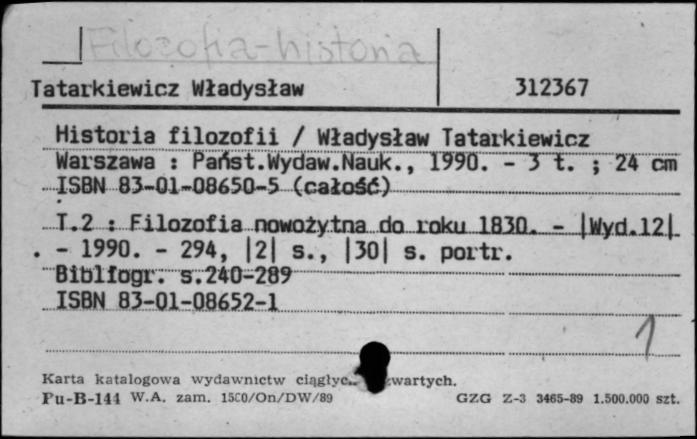 Filozofia-historia
Tatarkiewicz Władysław 312367
Historia filozofii / Władysław Tatarkiewicz
Warszawa : Państ.Wydaw.Nauk., 1990. - 3 t. ; 24 cm
ISBN 83-01-08650-5 (całość)
T.2 : Filozofia nowożytna do roku 1830. - |Wyd.12|
. - 1990. - 294, |2| s., |30| s. portr.
Bibliogr. s.240-289
ISBN 83-01-08652-1
1
Karta katalogowa wydawnictw
Pu-B-144 W.A. zam. 1500/On/DW/89 GZG Z-3 3465-89 1.500.000 szt.